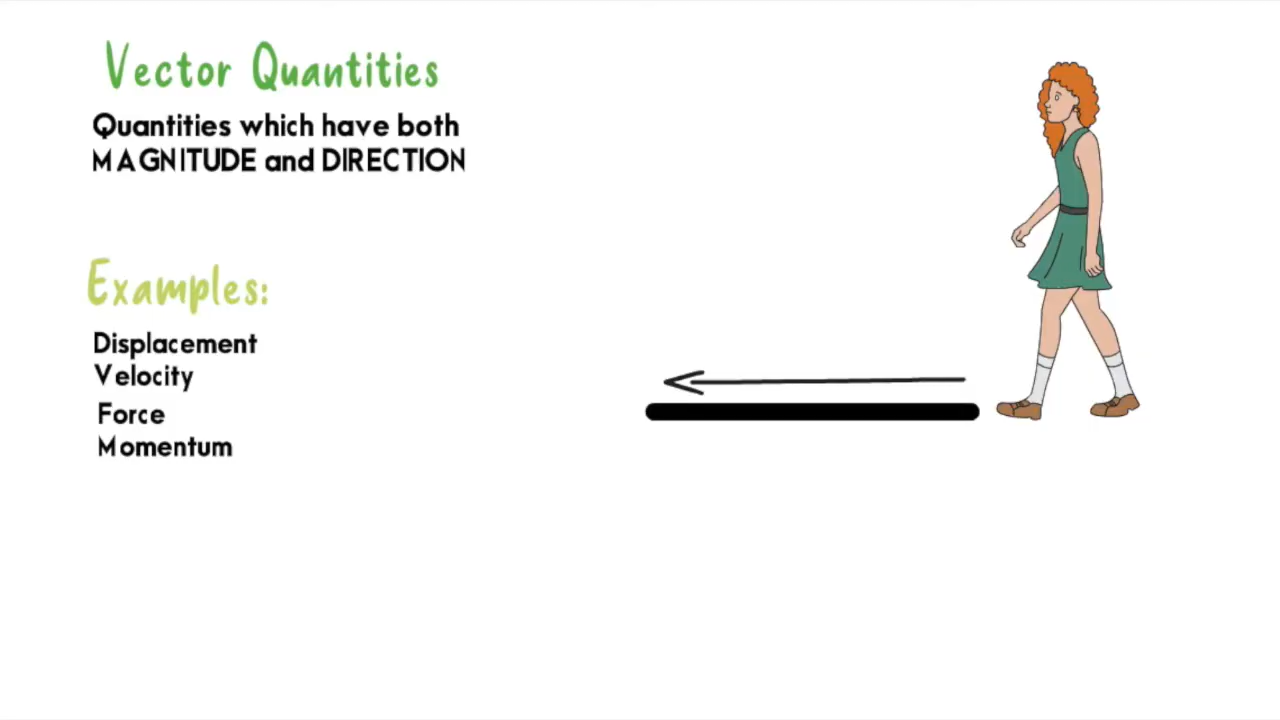 Vector Quantities
Quantities which have both
MAGNITUDE and DIRECTION
Examples:
Displacement
Velocity
Force
Momentum